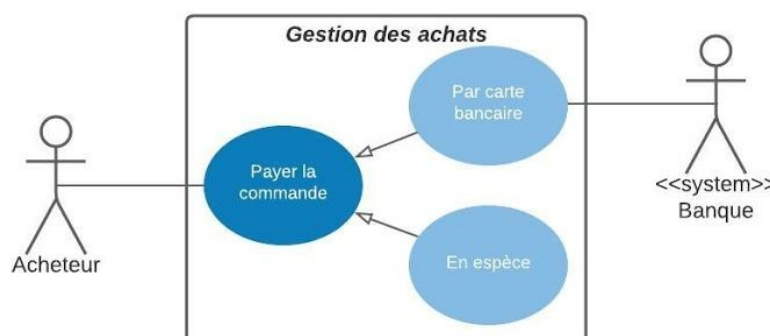 Gestion des achats
Par carte
bancaire
Payer la
commande
<<system>>
Banque
Acheteur
En espèce